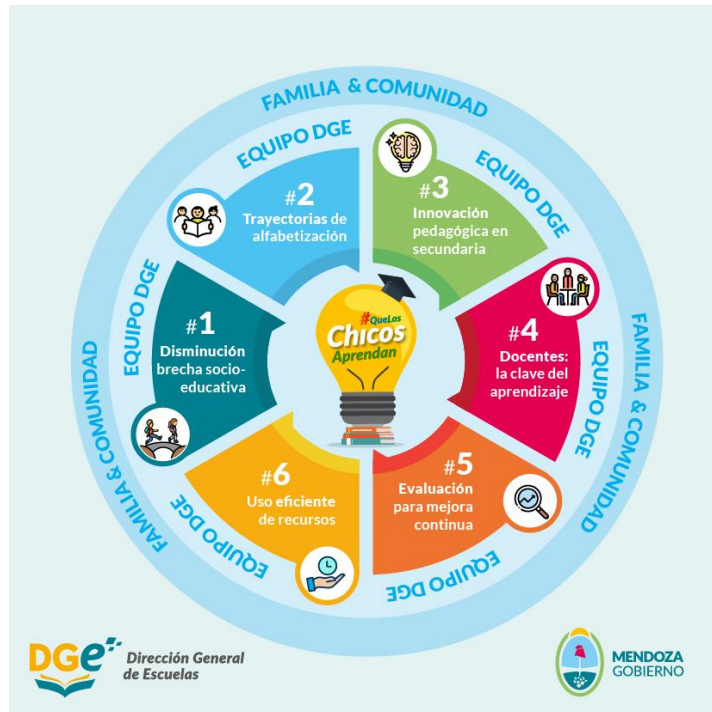 FAMILIA & COMUNIDAD
EQUIPO DGE
EQUIPO DGE
#2
Trayectorias de
alfabetización
#3
Innovación
pedagógica en
secundaria
EQUIPO DGE
#1
Disminución
brecha socio-
educativa
#QueLos
Chicos
Aprendan
#4
Docentes:
la clave del
aprendizaje
EQUIPO DGE
FAMILIA & COMUNIDAD
FAMILIA & COMUNIDAD
#6
Uso eficiente
de recursos
#5
Evaluación
para mejora
continua
EQUIPO DGE
EQUIPO DGE
DGe
Dirección General
de Escuelas
MENDOZA
GOBIERNO